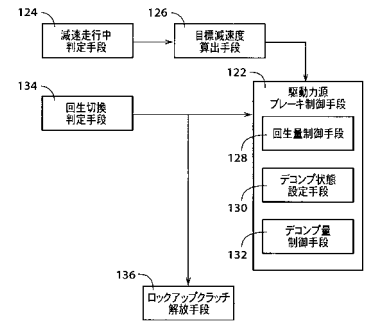 124
減速走行中
判定手段
126
目標減速度
算出手段
134
回生切換
判定手段
122
駆動力源
ブレーキ制御手段
回生量制御手段
128
デコンプ状態
設定手段
130
デコンプ量
制御手段
132
136
ロックアップクラッチ
解放手段